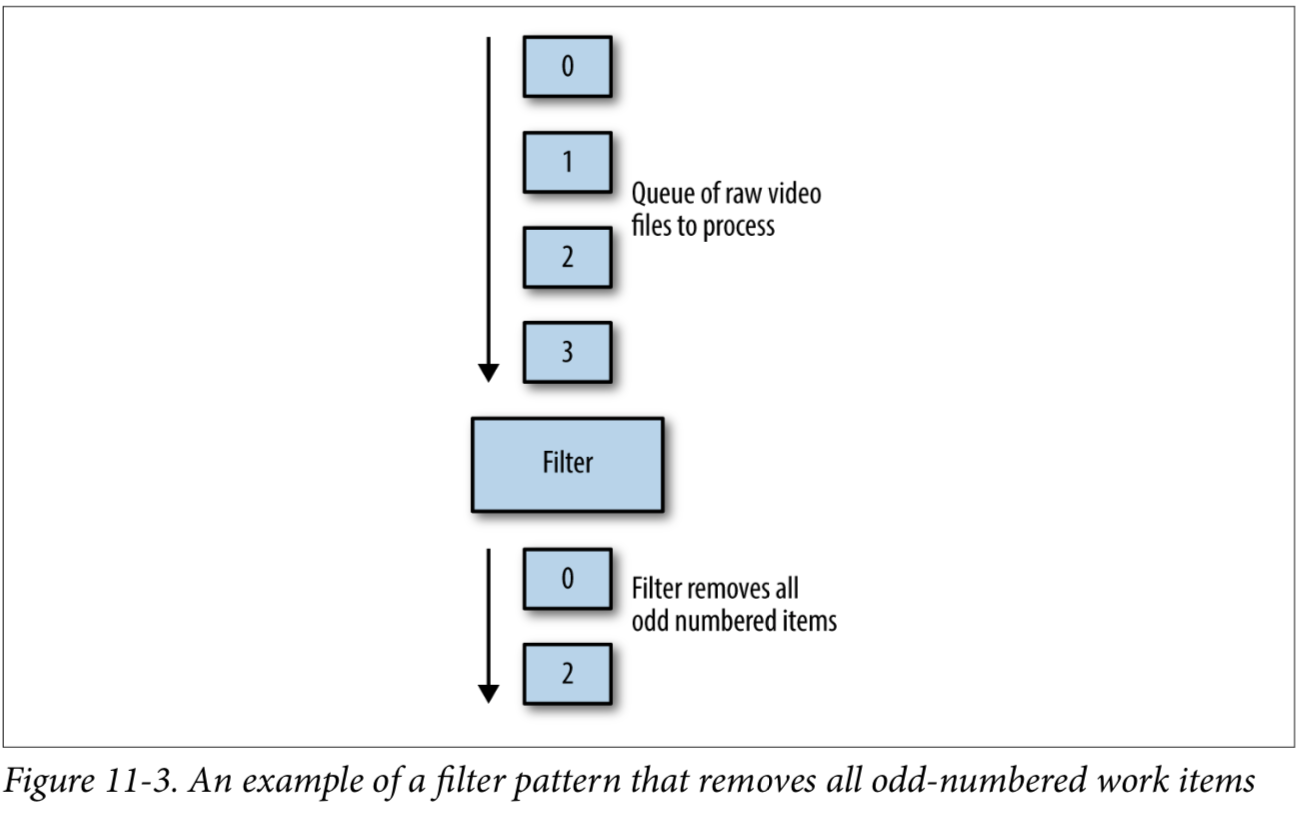 0
1
Queue of raw video
files to process
2
3
Filter
0
Filter removes all
odd numbered items
2
Figure 11-3. An example of a filter pattern that removes all odd-numbered work items